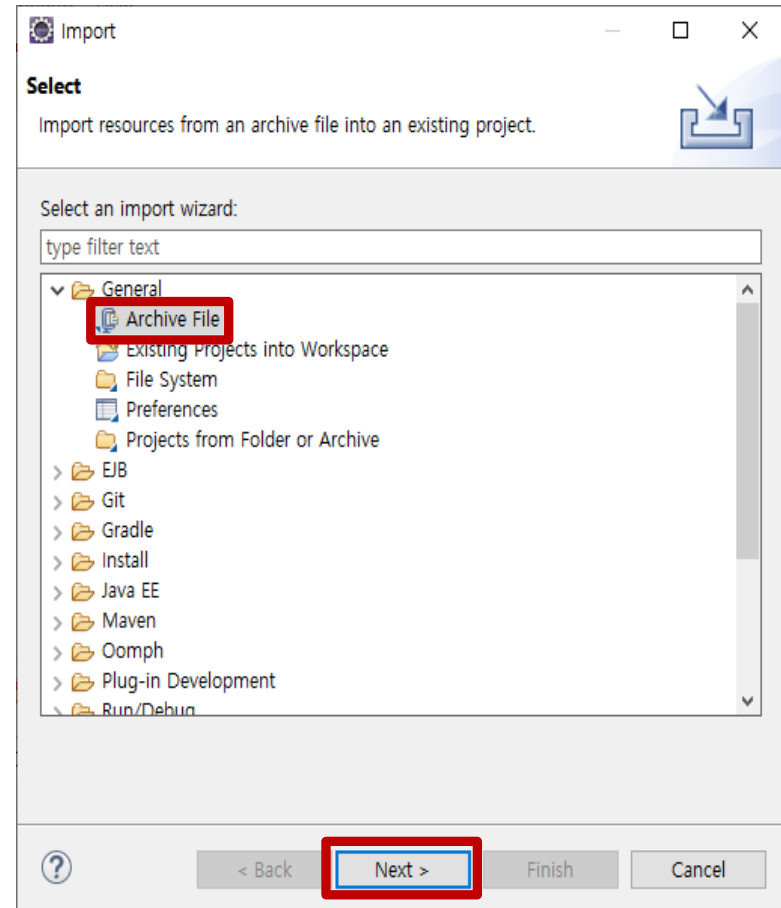 Import
Select
Import resources from an archive file into an existing project.
Select an import wizard:
type filter text
General
Archive File
Existing Projects into Workspace
File System
Preferences
Projects from Folder or Archive
EJB
Git
Gradle
Install
Java EE
Maven
Oomph
Plug-in Development
Run/Debug
< Back
Next >
Finish
Cancel